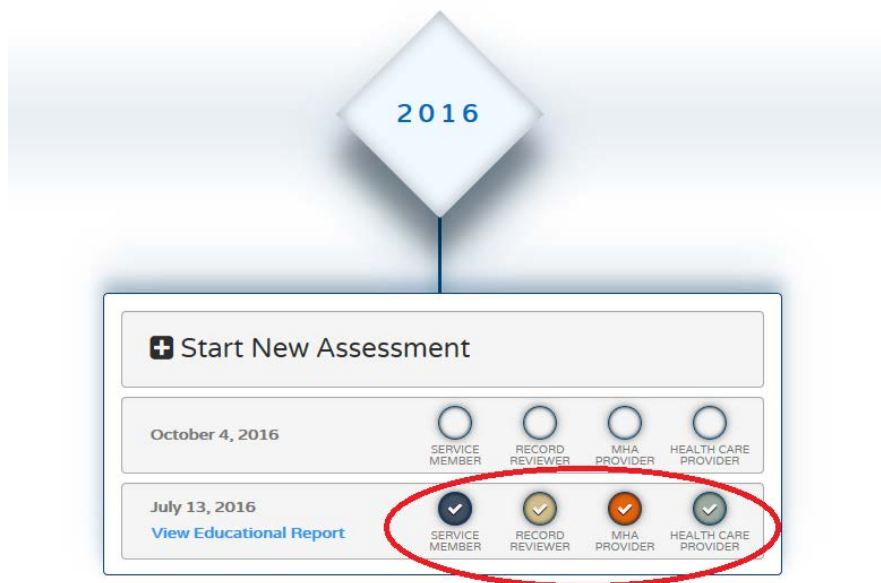 2016
Start New Assessment
October 4, 2016
SERVICE
MEMBER
RECORD
REVIEWER
MHA
PROVIDER
HEALTH CARE
PROVIDER
July 13, 2016
View Educational Report
SERVICE
MEMBER
RECORD
REVIEWER
MHA
PROVIDER
HEALTH CARE
PROVIDER